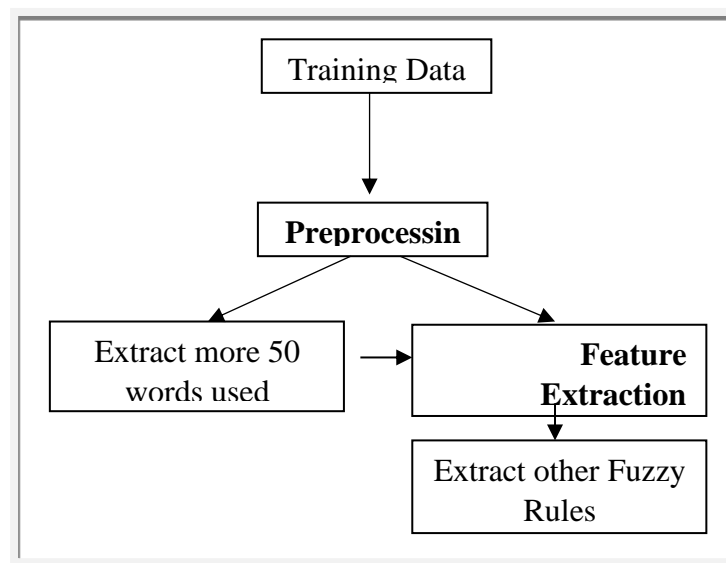 Training Data
Preprocessin
Extract more 50
words used
Feature
Extraction
Extract other Fuzzy
Rules